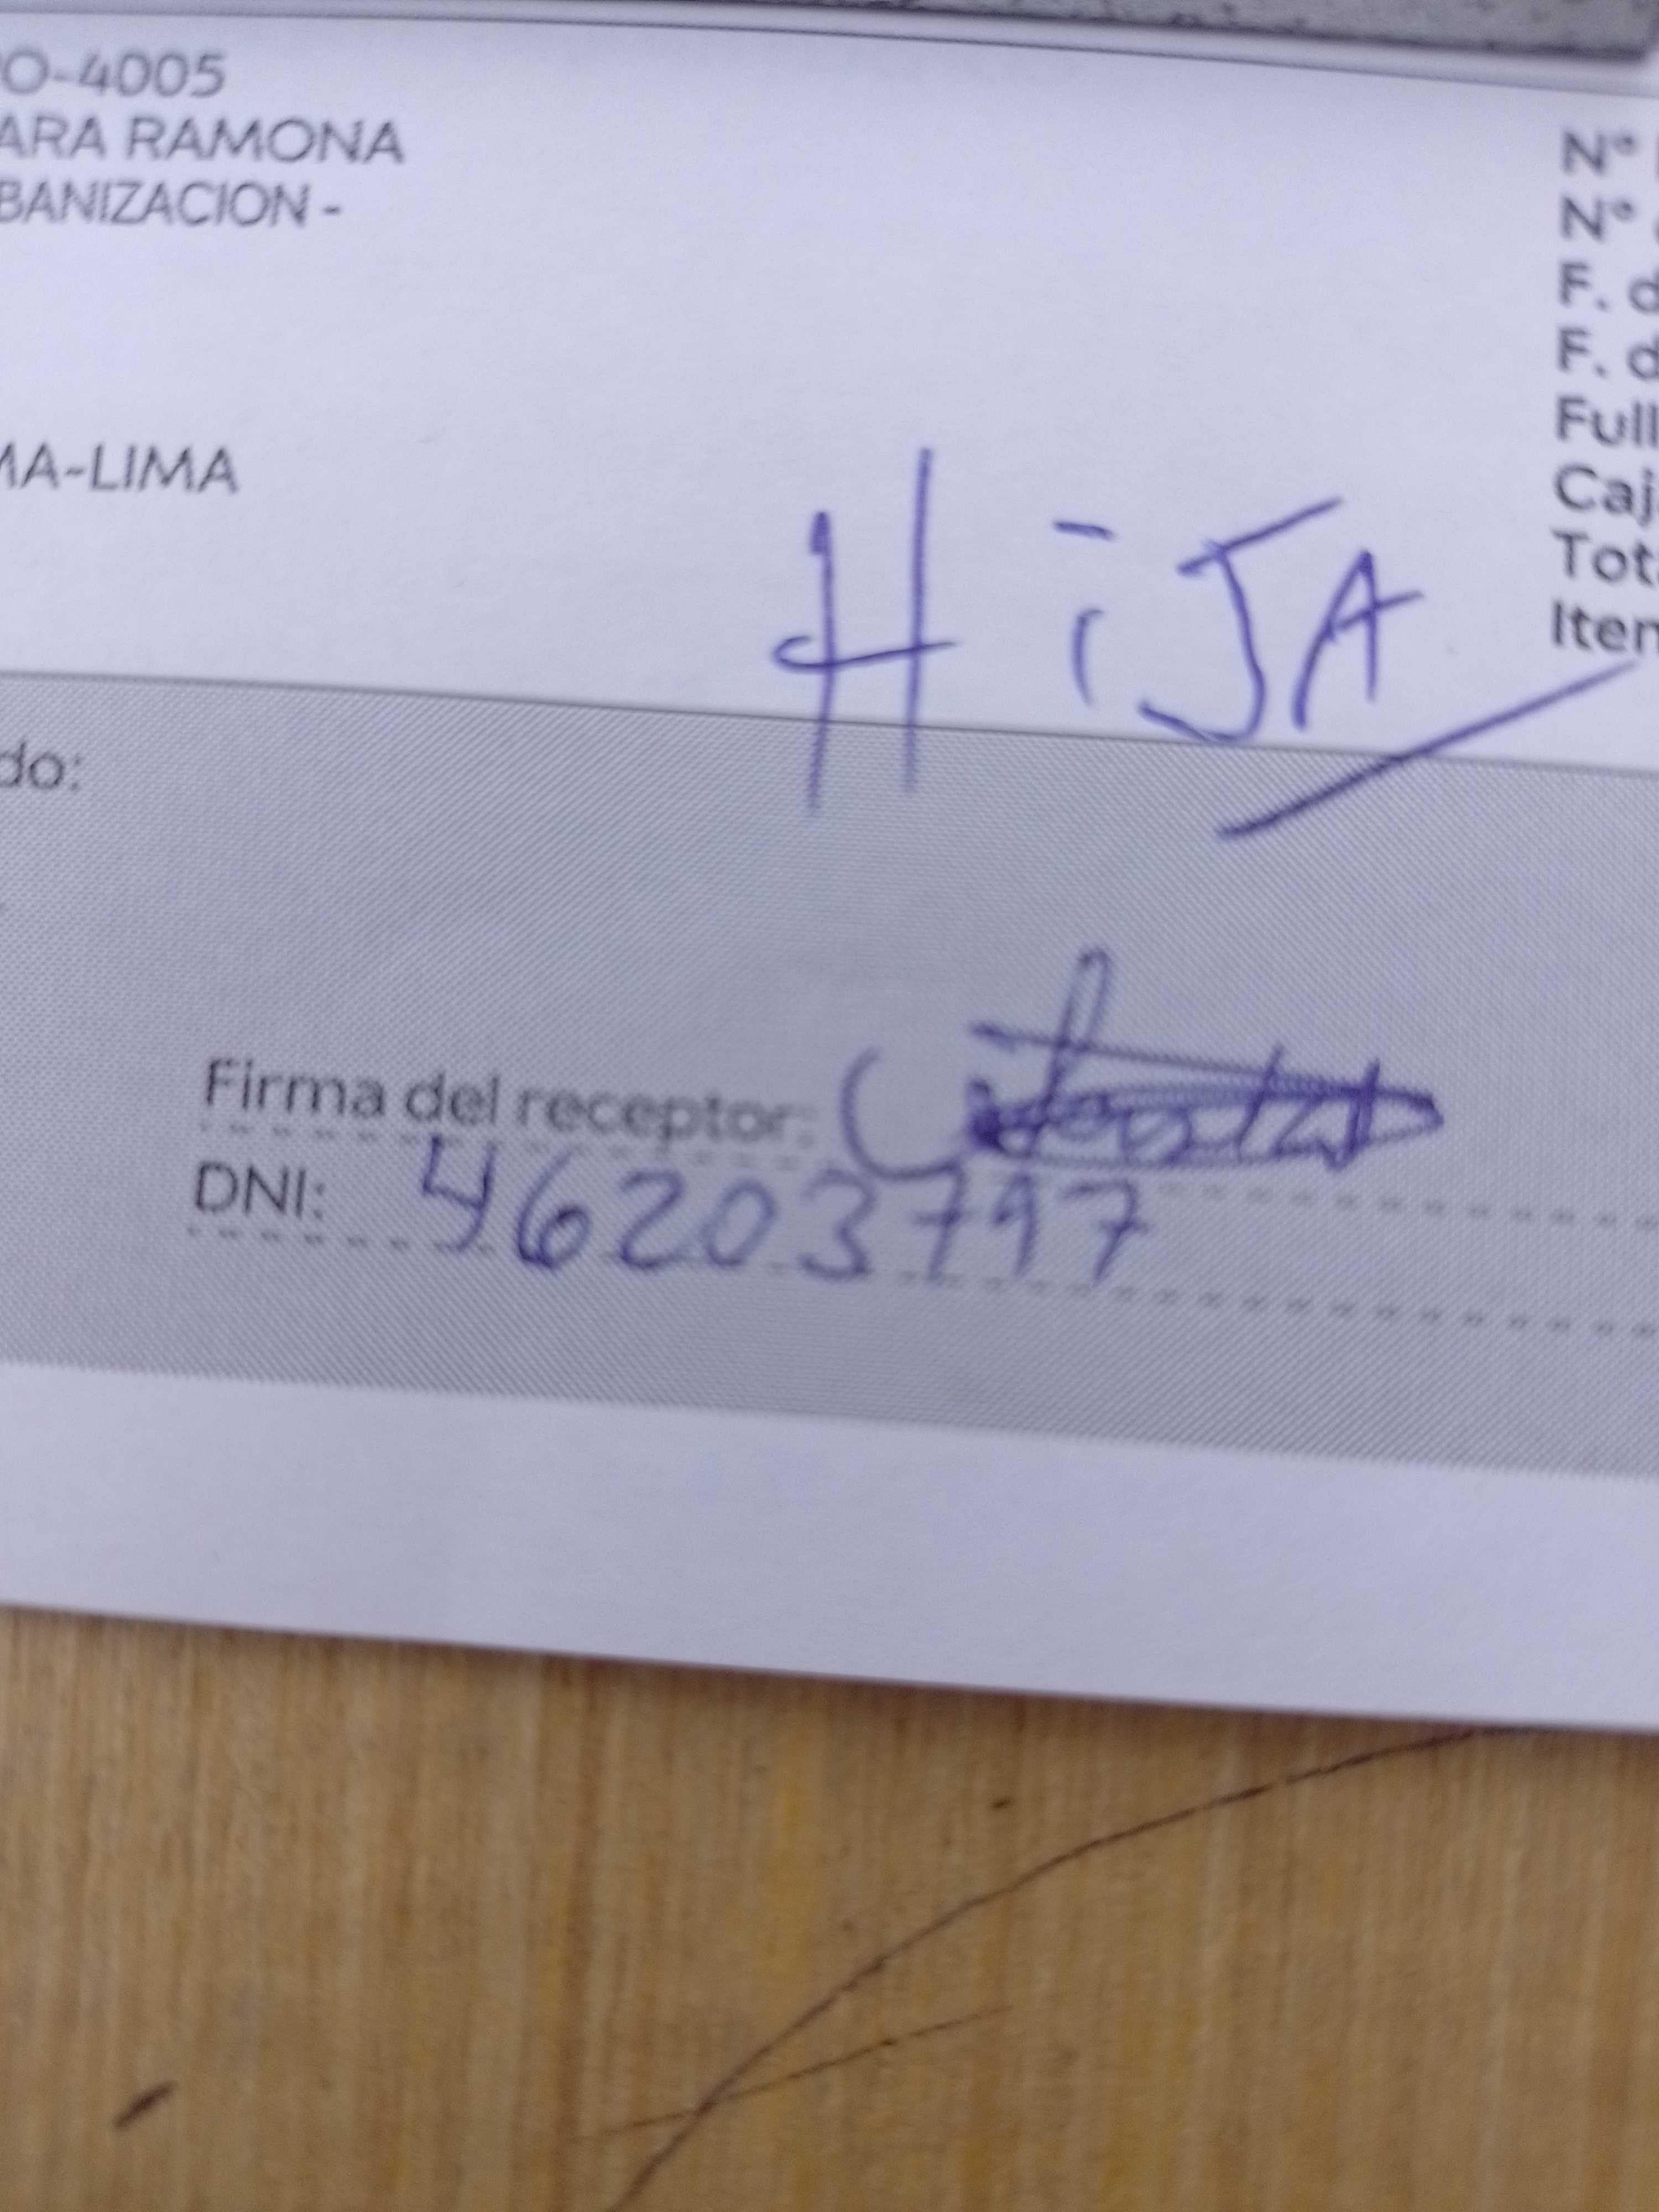 O-4005
ARA RAMONA
BANIZACION -
MA-LIMA
N°
N°
F. d
F. d
Full
Caj
Tot
Iten
HiJA
do:
Firma del receptor:
DNI: 46203797